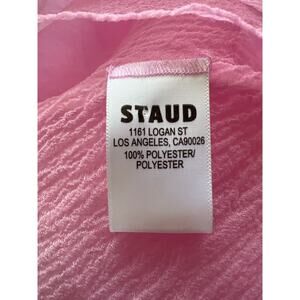 STAUD
1161 LOGAN ST
LOS ANGELES, CA90026
100% POLYESTER/
POLYESTER